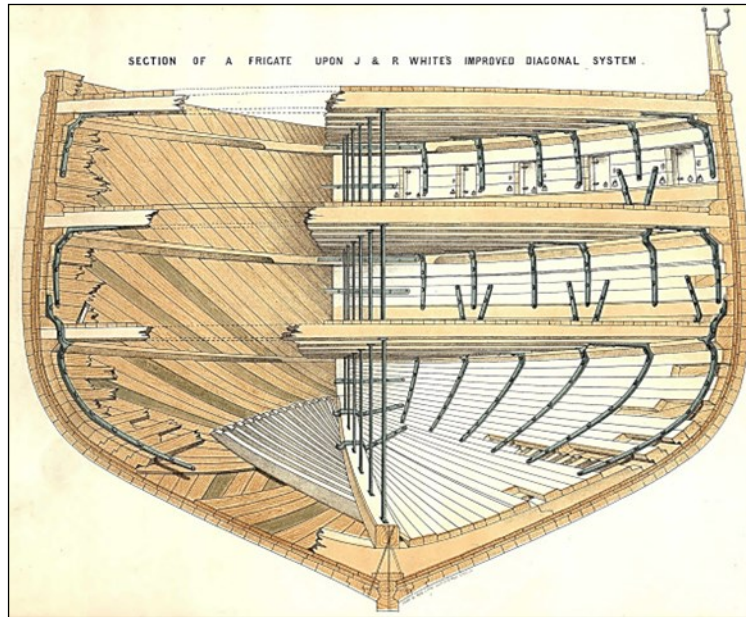 SECTION OF A FRIGATE UPON J & R WHITE'S IMPROVED DIAGONAL SYSTEM.